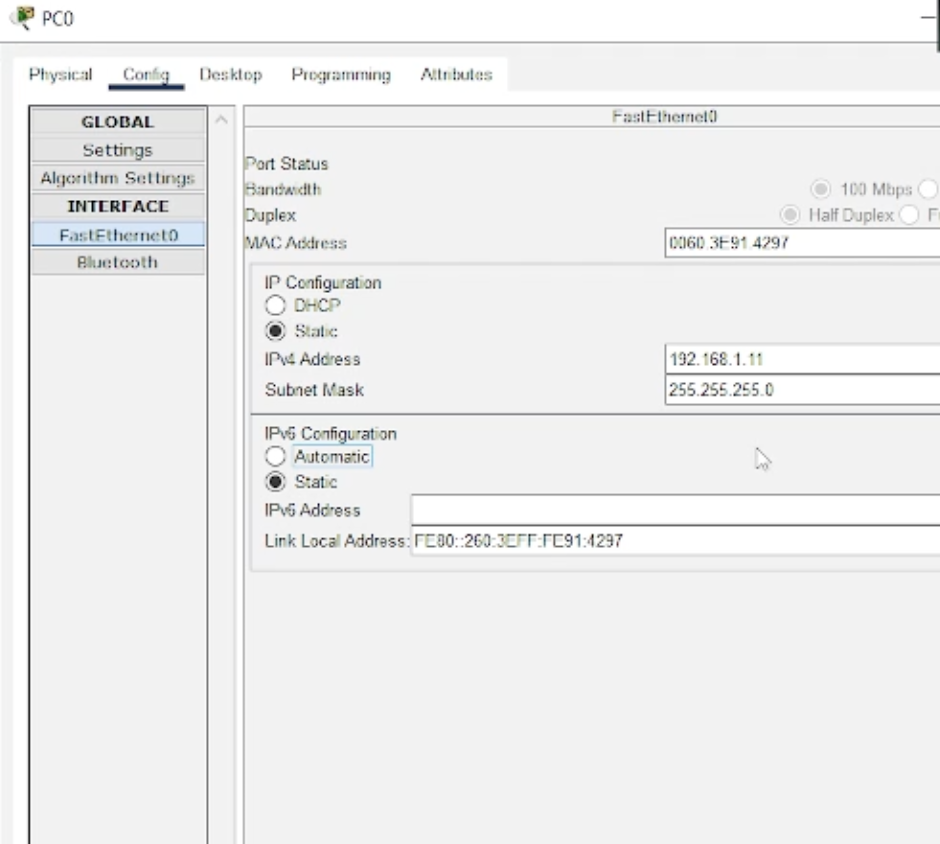 PC0
Physical Config Desktop Programming Attributes
GLOBAL
Settings
Algorithm Settings
INTERFACE
FastEthernet0
Bluetooth
FastEthernet0
Port Status
Bandwidth 100 Mbps
Duplex Half Duplex
MAC Address 0060.3E91.4297
IP Configuration
DHCP
Static
IPv4 Address 192.168.1.11
Subnet Mask 255.255.255.0
IPv6 Configuration
Automatic
Static
IPv6 Address
Link Local Address: FE80::260:3EFF:FE91:4297